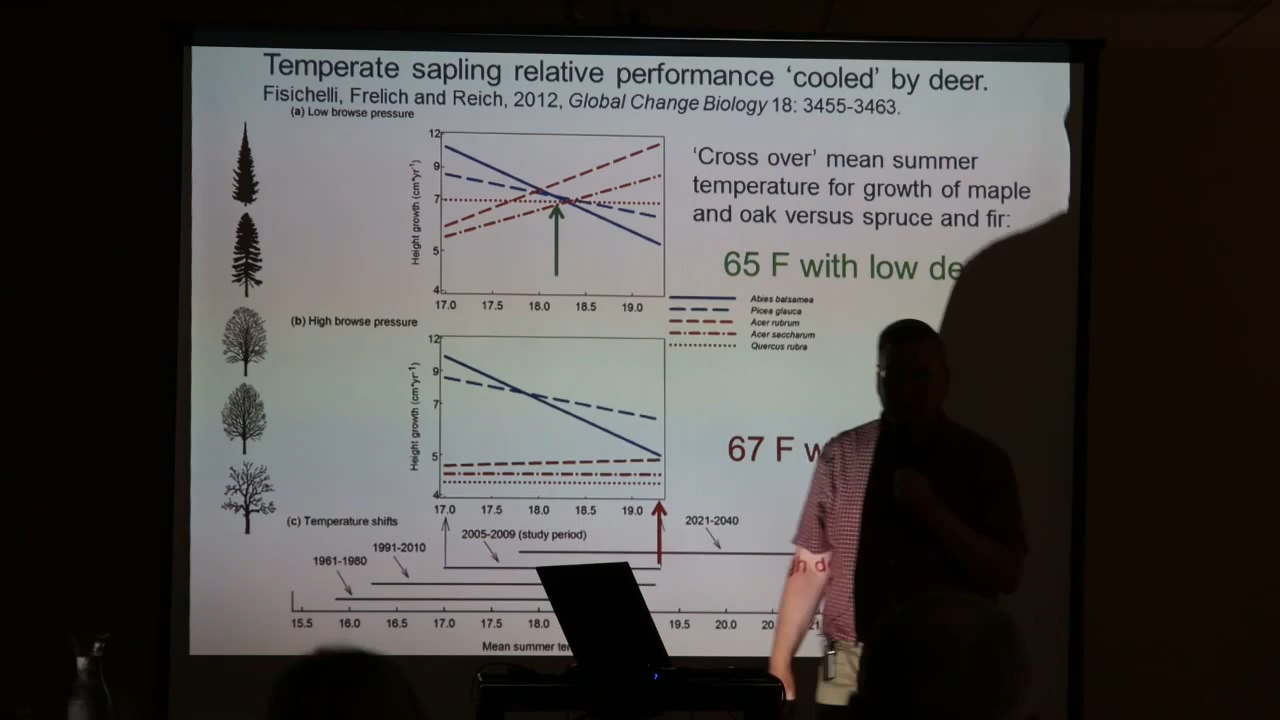 Temperate sapling relative performance ‘cooled’ by deer.
Fisichelli, Frelich and Reich, 2012, Global Change Biology 18: 3455-3463.
(a) Low browse pressure
12
9
7
5
4
Height growth (cm*yr⁻¹)
17.0 17.5 18.0 18.5 19.0
‘Cross over’ mean summer
temperature for growth of maple
and oak versus spruce and fir:
65 F with low de
Abies balsamea
Picea glauca
Acer rubrum
Acer saccharum
Quercus rubra
(b) High browse pressure
12
9
7
5
4
Height growth (cm*yr⁻¹)
17.0 17.5 18.0 18.5 19.0
67 F w
(c) Temperature shifts
2021-2040
2005-2009 (study period)
1991-2010
1961-1980
15.5 16.0 16.5 17.0 17.5 18.0 19.5 20.0
Mean summer